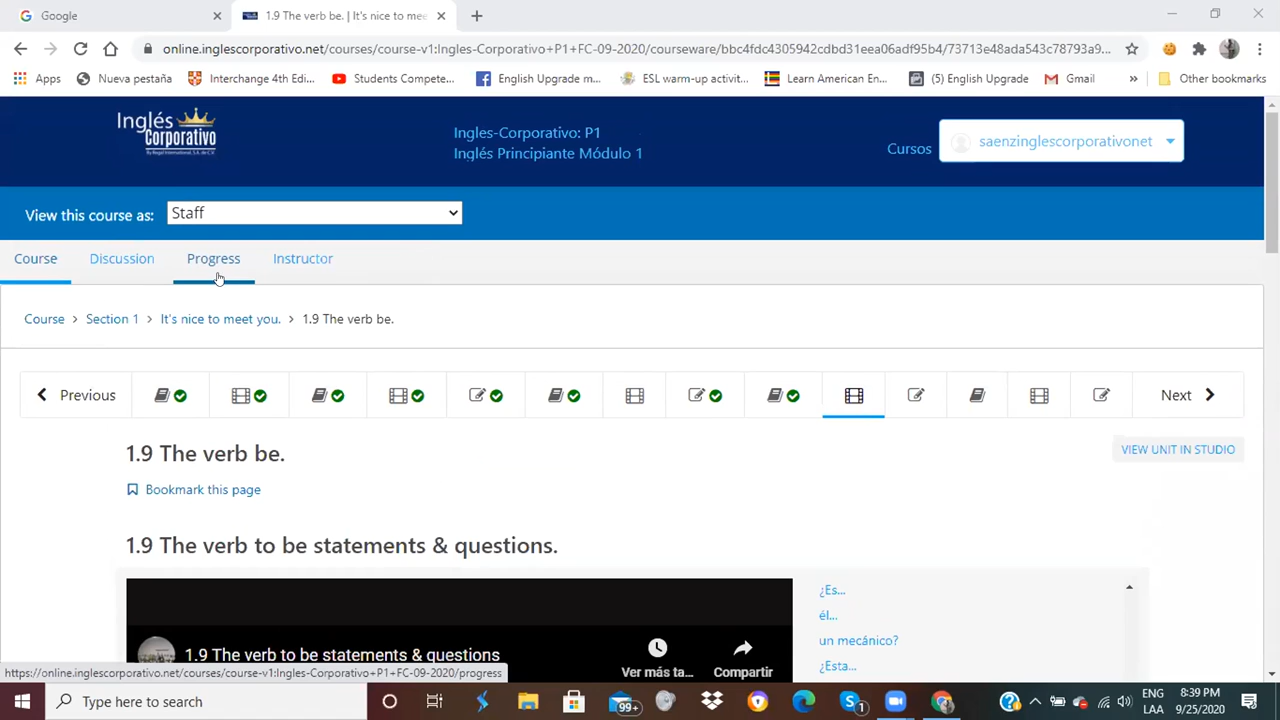 Google
1.9 The verb be. | It's nice to mee
online.inglescorporativo.net/courses/course-v1:Ingles-Corporativo+P1+FC-09-2020/courseware/bbc4fdc4305942cdbd31eea06adf95b4/73713e48ada543c78793a9...
Apps
Nueva pestaña
Interchange 4th Edi...
Students Compete...
English Upgrade m...
ESL warm-up activit...
Learn American En...
(5) English Upgrade
Gmail
»
Other bookmarks
Inglés
Corporativo
By Regal International, S.A. de C.V.
Ingles-Corporativo: P1
Inglés Principiante Módulo 1
Cursos
saenzinglescorporativonet
View this course as:
Staff
Course
Discussion
Progress
Instructor
Course > Section 1 > It's nice to meet you. > 1.9 The verb be.
Previous
Next
1.9 The verb be.
VIEW UNIT IN STUDIO
Bookmark this page
1.9 The verb to be statements & questions.
1.9 The verb to be statements & questions
Ver más ta...
Compartir
¿Es...
él...
un mecánico?
¿Esta...
https://online.inglescorporativo.net/courses/course-v1:Ingles-Corporativo+P1+FC-09-2020/progress
Type here to search
99+
1
ENG
LAA
8:39 PM
9/25/2020